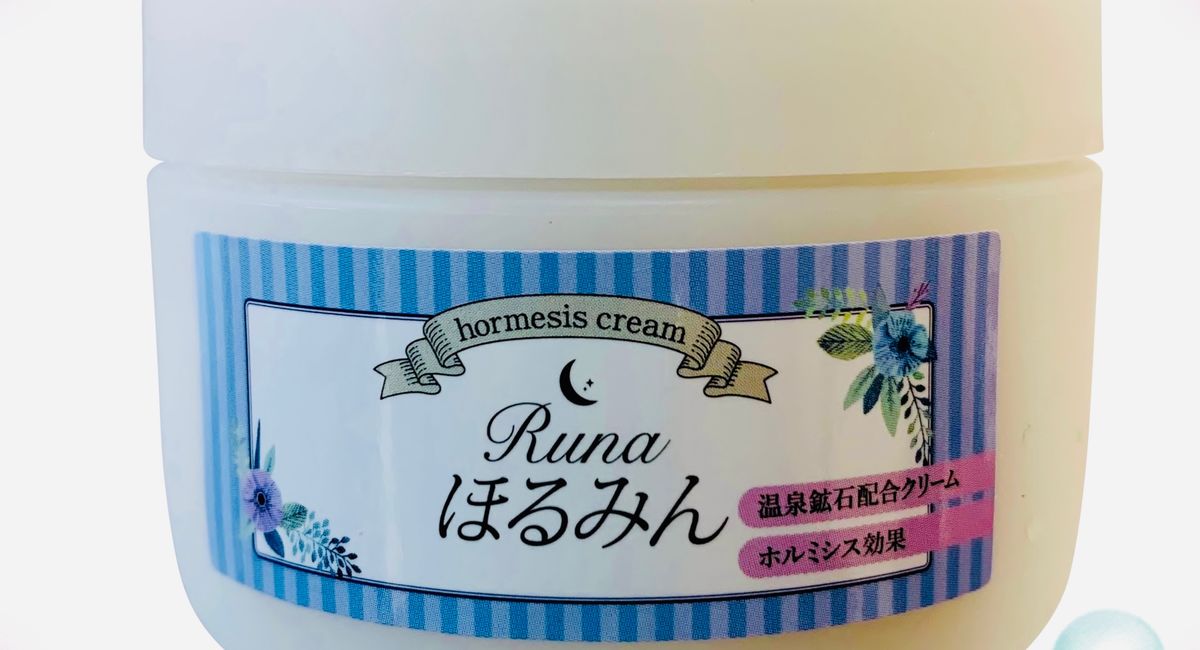 hormesis cream
Runa
ほるみん
温泉鉱石配合クリーム
ホルミシス効果